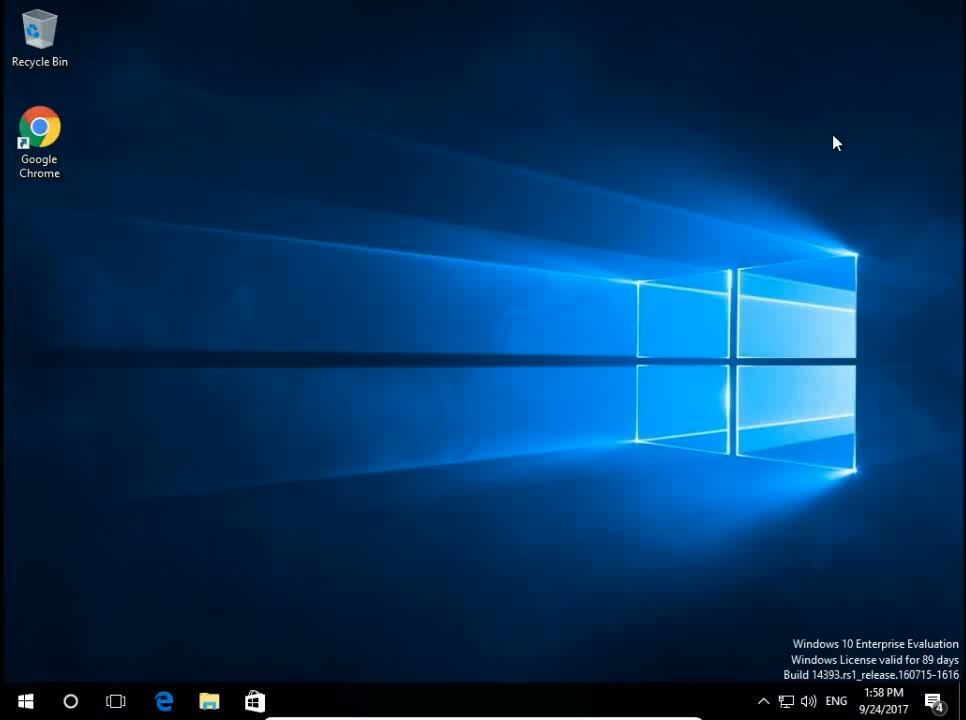 Recycle Bin
Google
Chrome
Windows 10 Enterprise Evaluation
Windows License valid for 89 days
Build 14393.rs1_release.160715-1616
ENG
1:58 PM
9/24/2017
4